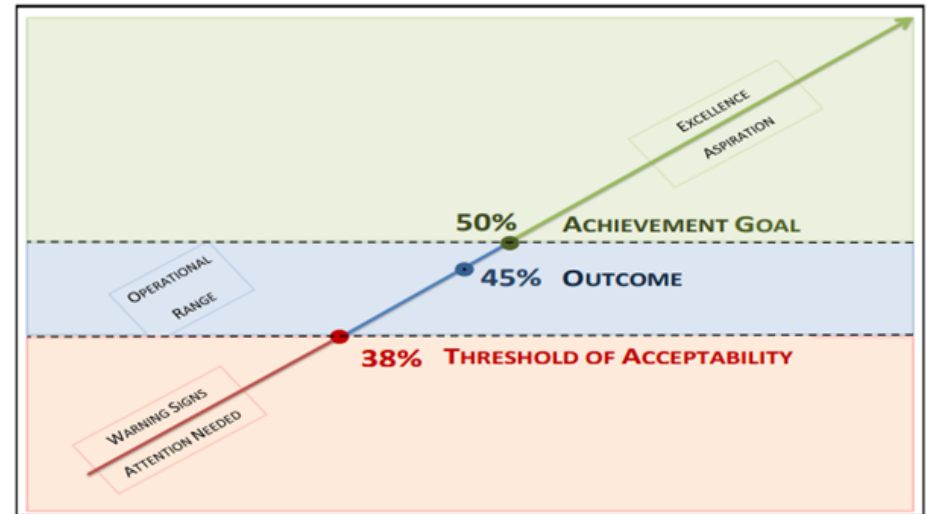 EXCELLENCE
ASPIRATION
50% ACHIEVEMENT GOAL
OPERATIONAL
RANGE
45% OUTCOME
38% THRESHOLD OF ACCEPTABILITY
WARNING SIGNS
ATTENTION NEEDED